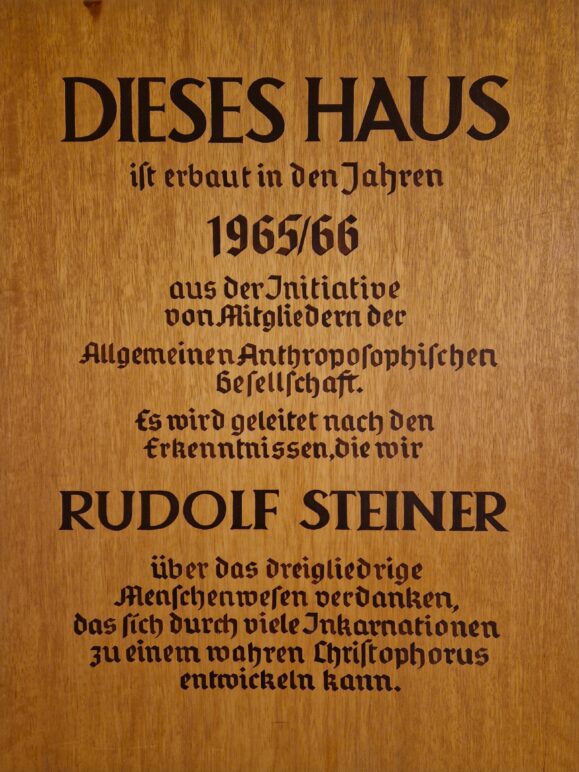 DIESES HAUS
iſt erbaut in den Jahren
1965/66
aus der Initiative
von Mitgliedern der
Allgemeinen Anthropoſophiſchen
Geſellſchaft.
Es wird geleitet nach den
Erkenntnissen, die wir
RUDOLF STEINER
über das dreigliedrige
Menſchenweſen verdanken,
das ſich durch viele Inkarnationen
zu einem wahren Chriſtophorus
entwickeln kann.